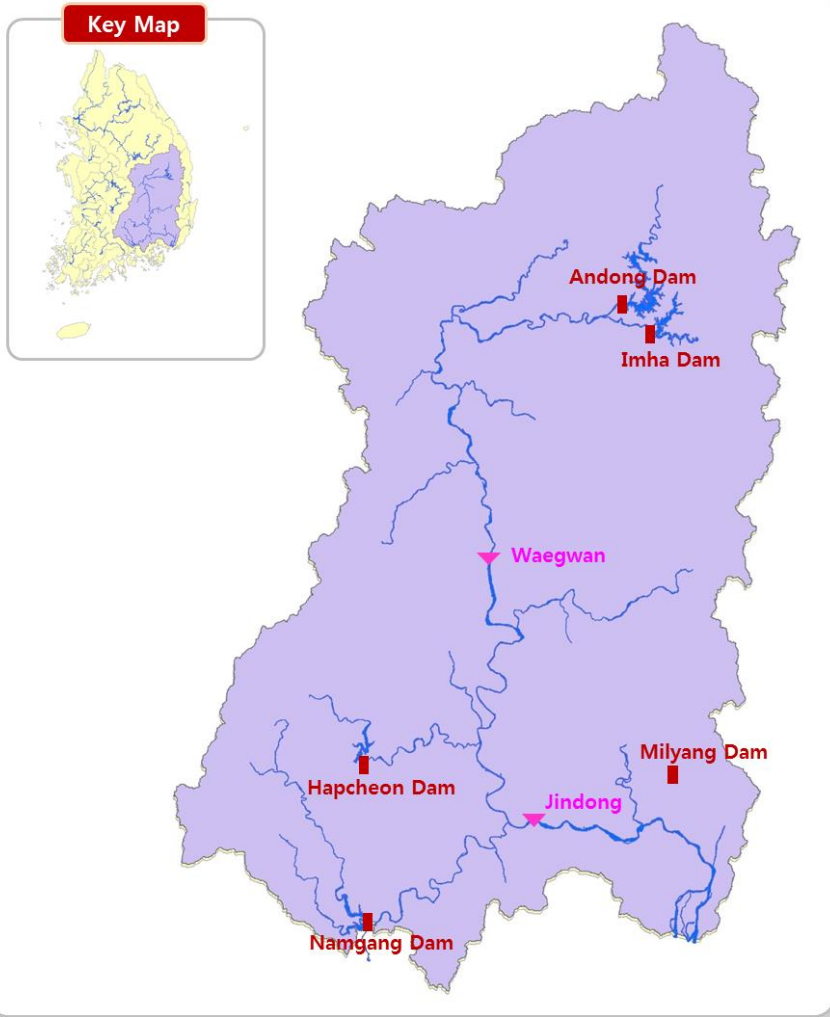 Key Map
Andong Dam
Imha Dam
Waegwan
Milyang Dam
Hapcheon Dam
Jindong
Namgang Dam